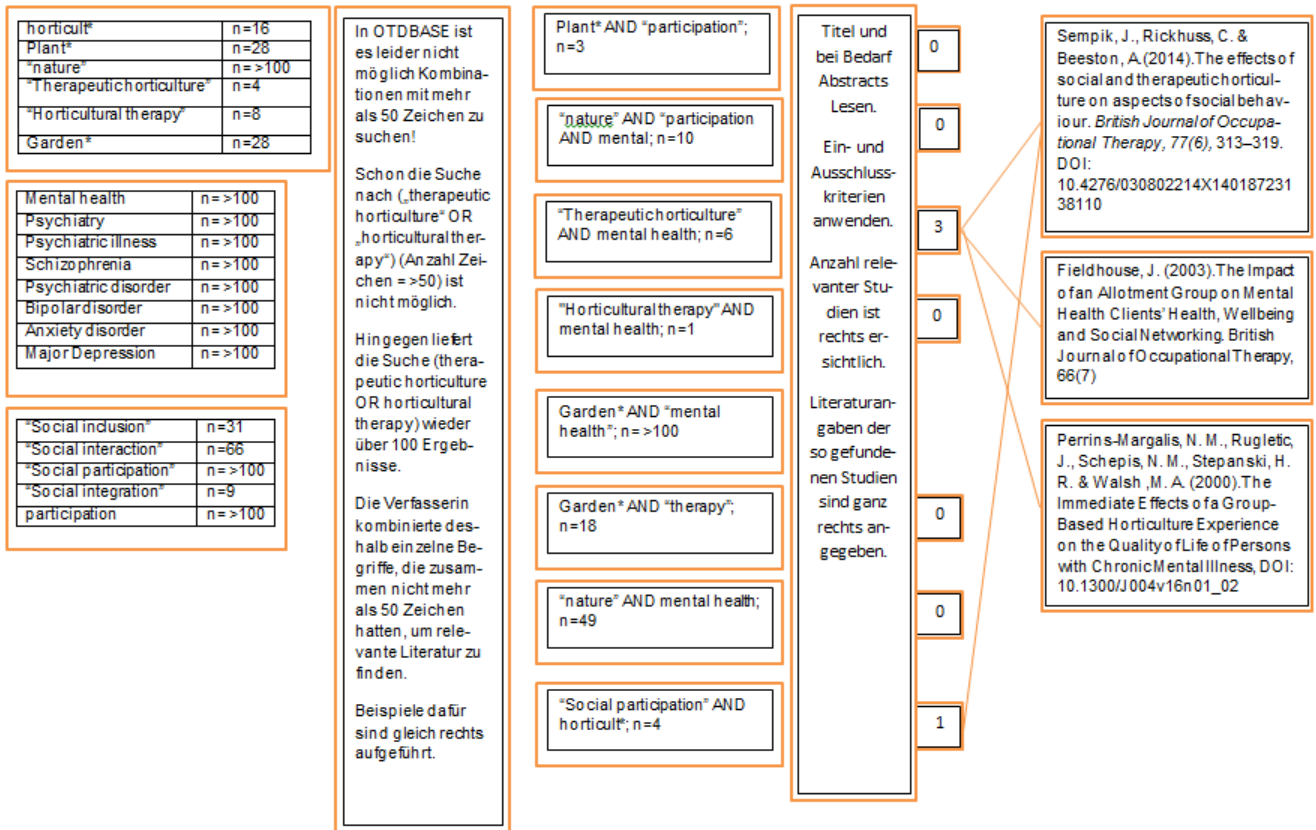 horticult* n=16
Plant* n=28
“nature” n=>100
“Therapeutic horticulture” n=4
“Horticultural therapy” n=8
Garden* n=28
Mental health n=>100
Psychiatry n=>100
Psychiatric illness n=>100
Schizophrenia n=>100
Psychiatric disorder n=>100
Bipolar disorder n=>100
Anxiety disorder n=>100
Major Depression n=>100
“Social inclusion” n=31
“Social interaction” n=66
“Social participation” n=>100
“Social integration” n=9
participation n=>100
In OTDBASE ist
es leider nicht
möglich Kombina-
tionen mit mehr
als 50 Zeichen zu
suchen!
Schon die Suche
nach („therapeutic
horticulture“ OR
„horticultural ther-
apy“) (Anzahl Zei-
chen =>50) ist
nicht möglich.
Hingegen liefert
die Suche (thera-
peutic horticulture
OR horticultural
therapy) wieder
über 100 Ergeb-
nisse.
Die Verfasserin
kombinierte des-
halb einzelne Be-
griffe, die zusam-
men nicht mehr
als 50 Zeichen
hatten, um rele-
vante Literatur zu
finden.
Beispiele dafür
sind gleich rechts
aufgeführt.
Plant* AND “participation”;
n=3
“nature” AND “participation
AND mental; n=10
“Therapeutic horticulture”
AND mental health; n=6
"Horticultural therapy" AND
mental health; n=1
Garden* AND “mental
health”; n=>100
Garden* AND “therapy”;
n=18
“nature” AND mental health;
n=49
“Social participation” AND
horticult*; n=4
Titel und
bei Bedarf
Abstracts
Lesen.
Ein- und
Ausschluss-
kriterien
anwenden.
Anzahl rele-
vanter Stu-
dien ist
rechts er-
sichtlich.
Literaturan-
gaben der
so gefunde-
nen Studien
sind ganz
rechts an-
gegeben.
0
0
3
0
0
0
1
Sempik, J., Rickhuss, C. &
Beeston, A.(2014).The effects of
social and therapeutic horticul-
ture on aspects of social behav-
iour. British Journal of Occupa-
tional Therapy, 77(6), 313–319.
DOI:
10.4276/030802214X140187231
38110
Fieldhouse, J. (2003).The Impact
of an Allotment Group on Mental
Health Clients’ Health, Wellbeing
and Social Networking. British
Journal of Occupational Therapy,
66(7)
Perrins-Margalis, N. M., Rugletic,
J., Schepis, N. M., Stepanski, H.
R. & Walsh ,M. A. (2000).The
Immediate Effects of a Group-
Based Horticulture Experience
on the Quality of Life of Persons
with Chronic Mental Illness, DOI:
10.1300/J004v16n01_02